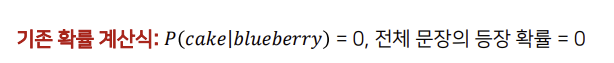 기존 확률 계산식: P(cake|blueberry) = 0, 전체 문장의 등장 확률 = 0